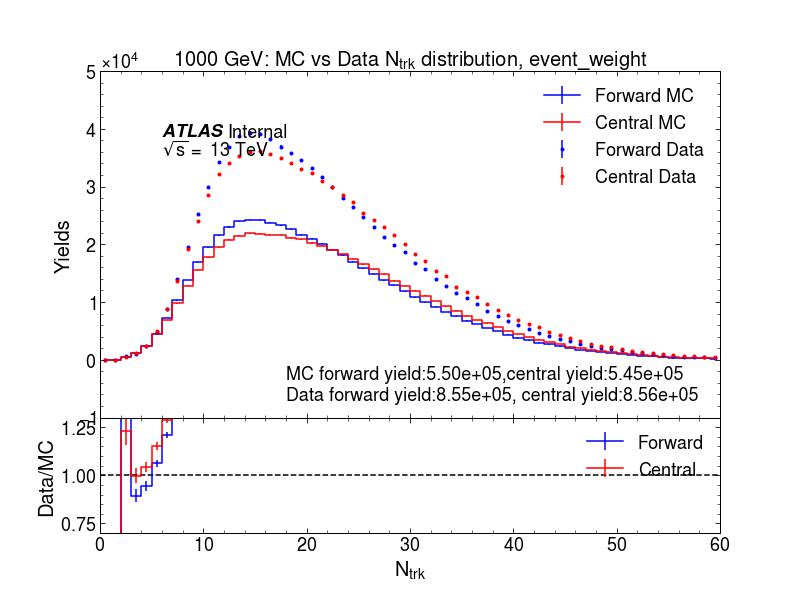 ×10⁴
1000 GeV: MC vs Data N_trk distribution, event_weight
5
4
3
2
1
0
−1
Yields
ATLAS Internal
√s = 13 TeV
Forward MC
Central MC
Forward Data
Central Data
MC forward yield:5.50e+05,central yield:5.45e+05
Data forward yield:8.55e+05, central yield:8.56e+05
1.25
1.00
0.75
Data/MC
Forward
Central
0 10 20 30 40 50 60
N_trk